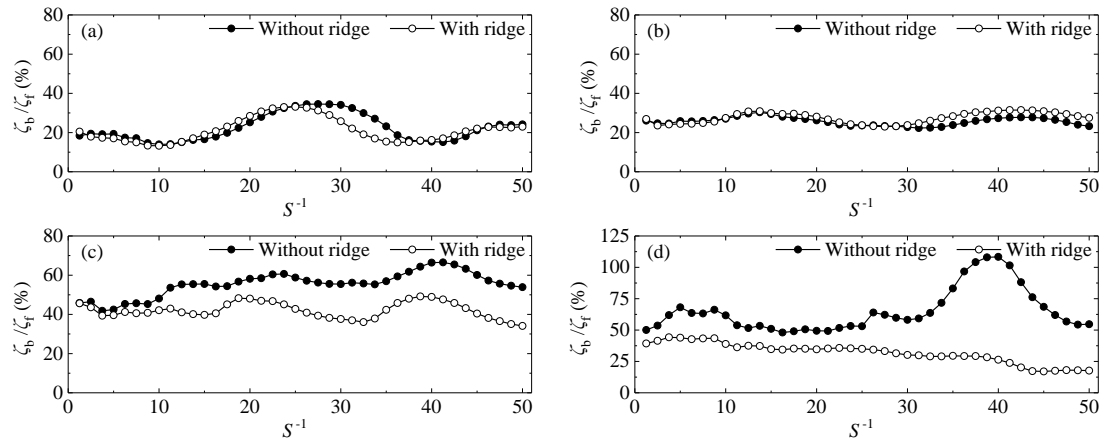 (a) Without ridge With ridge
80
60
40
20
0
0 10 20 30 40 50
ζb/ζf (%)
S-1
(b) Without ridge With ridge
80
60
40
20
0
0 10 20 30 40 50
ζb/ζf (%)
S-1
(c) Without ridge With ridge
80
60
40
20
0
0 10 20 30 40 50
ζb/ζf (%)
S-1
(d) Without ridge With ridge
125
100
75
50
25
0
0 10 20 30 40 50
ζb/ζf (%)
S-1